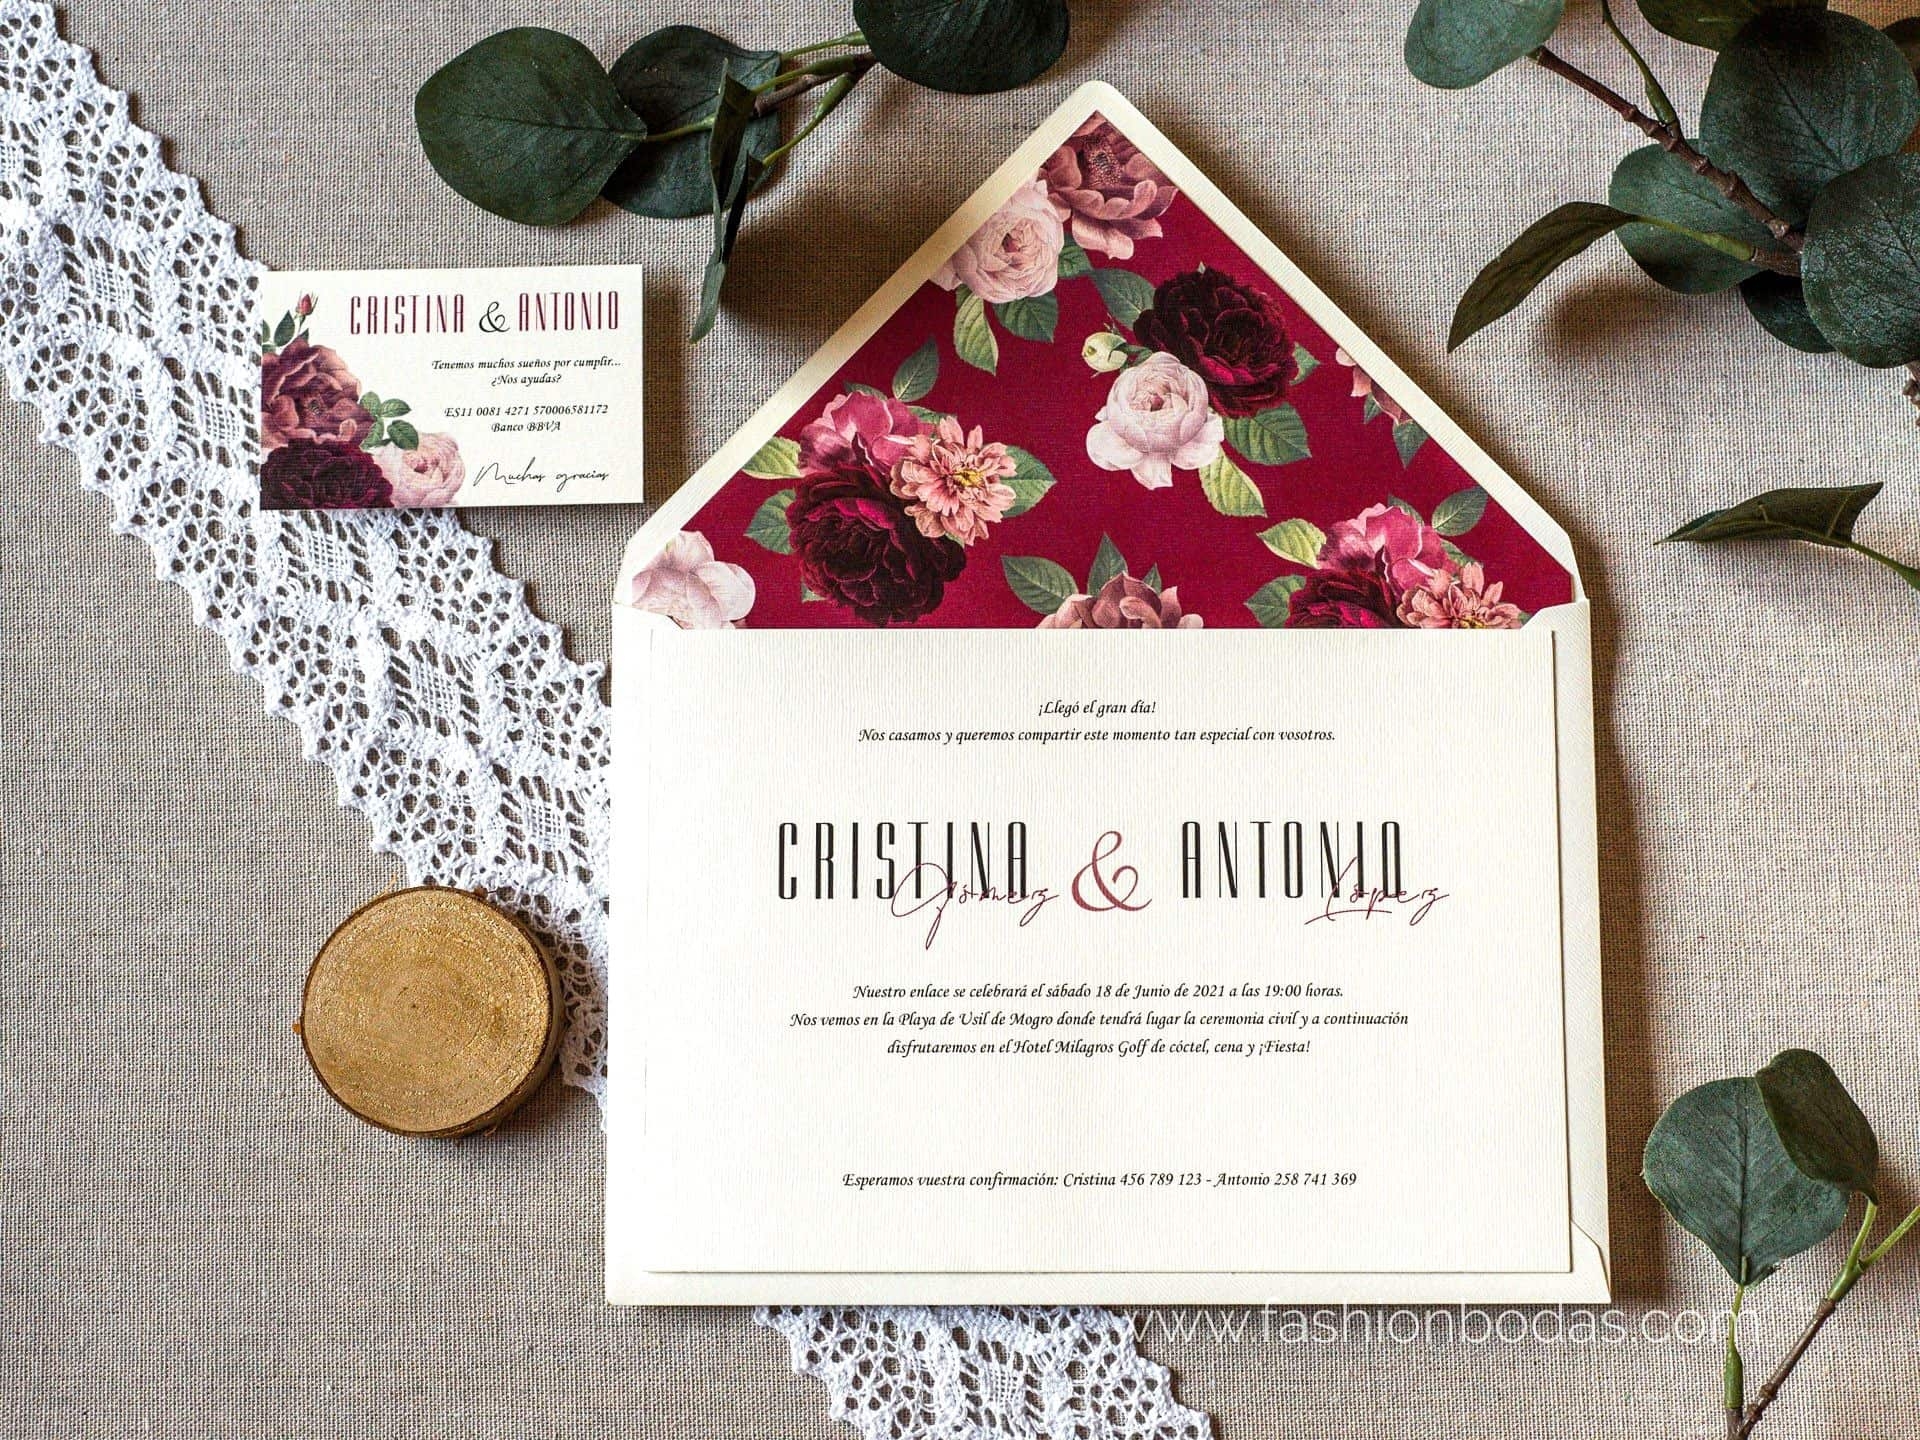 CRISTINA & ANTONIO
Tenemos muchos sueños por cumplir...
¿Nos ayudas?
ES11 0081 4271 570006581172
Banco BBVA
Muchas gracias
¡Llegó el gran día!
Nos casamos y queremos compartir este momento tan especial con vosotros.
CRISTINA & ANTONIO
Gómez López
Nuestro enlace se celebrará el sábado 18 de Junio de 2021 a las 19:00 horas.
Nos vemos en la Playa de Usil de Mogro donde tendrá lugar la ceremonia civil y a continuación
disfrutaremos en el Hotel Milagros Golf de cóctel, cena y ¡Fiesta!
Esperamos vuestra confirmación: Cristina 456 789 123 - Antonio 258 741 369
www.fashionbodas.com